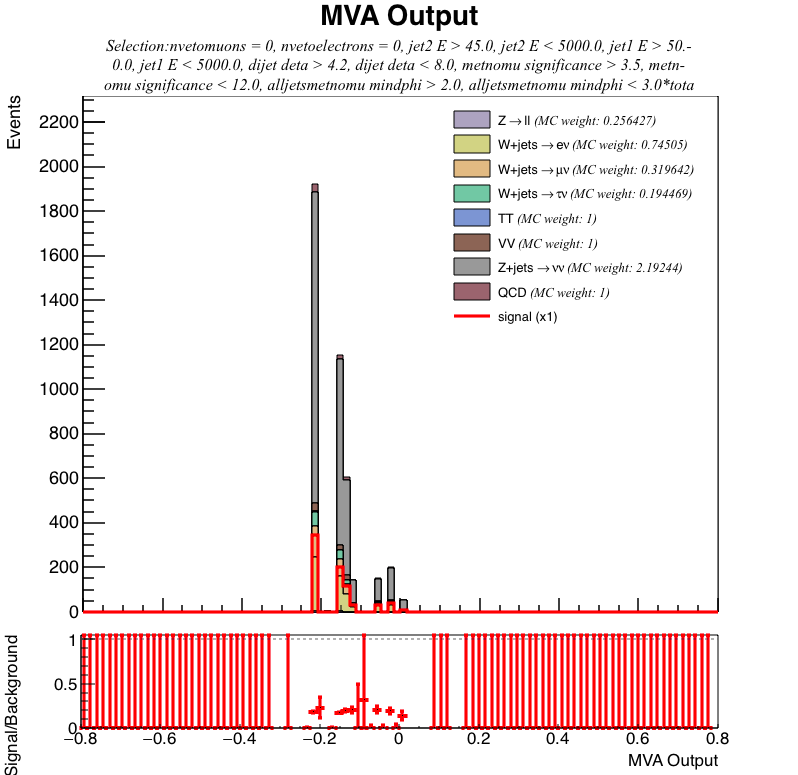 MVA Output
Selection:nvetomuons = 0, nvetoelectrons = 0, jet2 E > 45.0, jet2 E < 5000.0, jet1 E > 50.-
0.0, jet1 E < 5000.0, dijet deta > 4.2, dijet deta < 8.0, metnomu significance > 3.5, metn-
omu significance < 12.0, alljetsmetnomu mindphi > 2.0, alljetsmetnomu mindphi < 3.0*tota
Events
2200
2000
1800
1600
1400
1200
1000
800
600
400
200
0
Z→ll (MC weight: 0.256427)
W+jets→eν (MC weight: 0.74505)
W+jets→μν (MC weight: 0.319642)
W+jets→τν (MC weight: 0.194469)
TT (MC weight: 1)
VV (MC weight: 1)
Z+jets→νν (MC weight: 2.19244)
QCD (MC weight: 1)
signal (x1)
Signal/Background
1
0.5
0
−0.8 −0.6 −0.4 −0.2 0 0.2 0.4 0.6 0.8
MVA Output